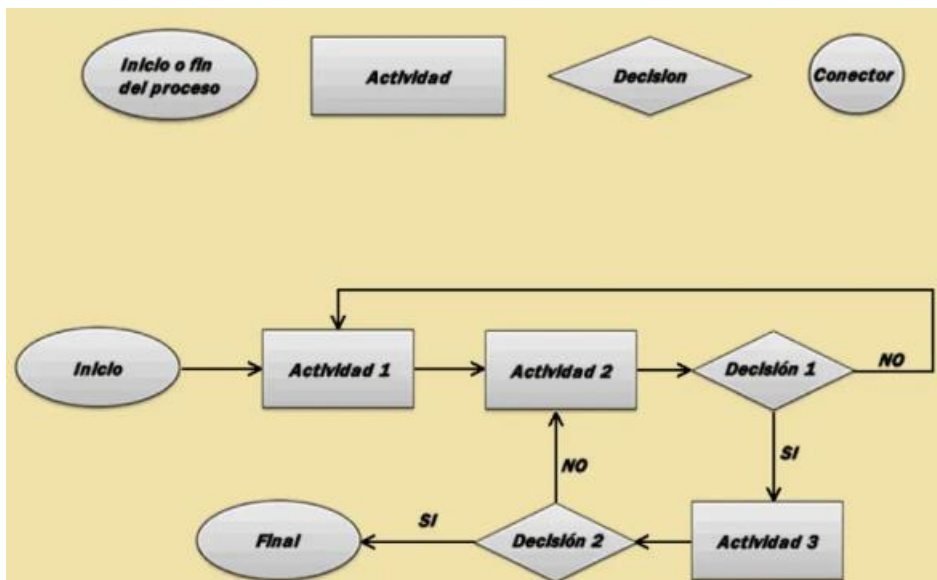 Inicio o fin
del proceso
Actividad
Decision
Conector
Inicio
Actividad 1
Actividad 2
Decisión 1
NO
SI
NO
Final
SI
Decisión 2
Actividad 3